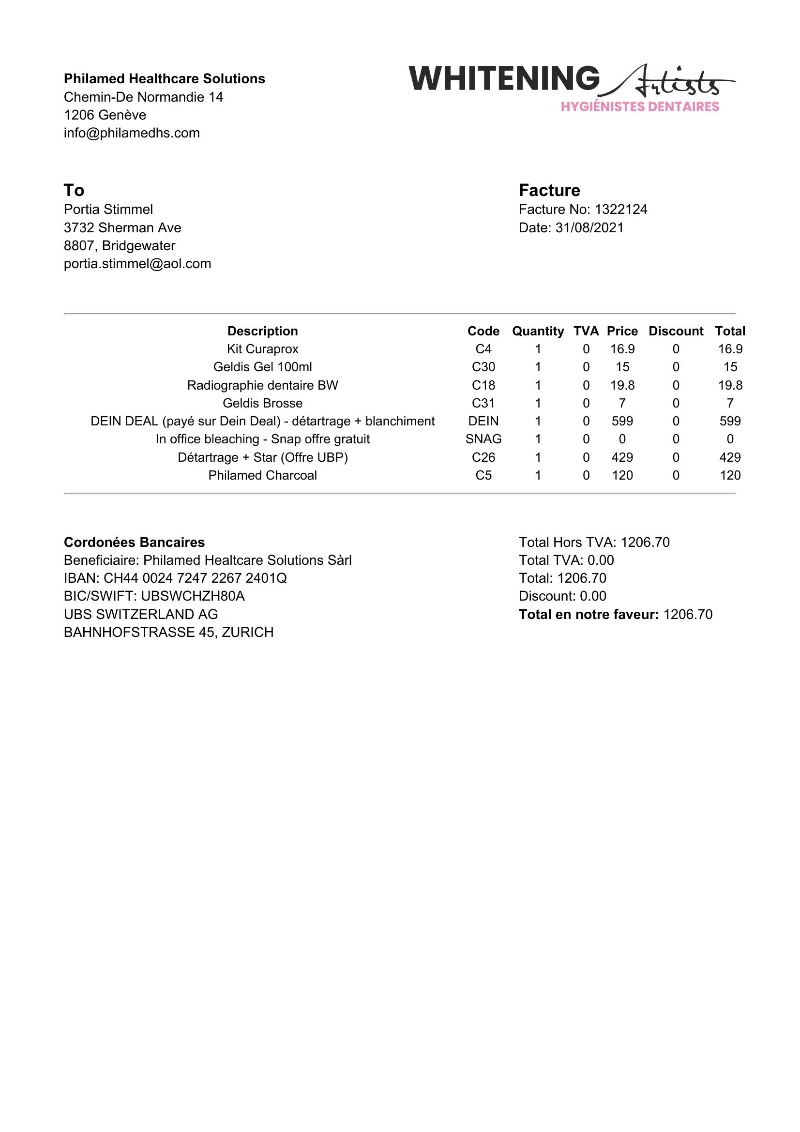 Philamed Healthcare Solutions
Chemin-De Normandie 14
1206 Genève
info@philamedhs.com
WHITENING Artists
HYGIÉNISTES DENTAIRES
To
Portia Stimmel
3732 Sherman Ave
8807, Bridgewater
portia.stimmel@aol.com
Facture
Facture No: 1322124
Date: 31/08/2021
Description Code Quantity TVA Price Discount Total
Kit Curaprox C4 1 0 16.9 0 16.9
Geldis Gel 100ml C30 1 0 15 0 15
Radiographie dentaire BW C18 1 0 19.8 0 19.8
Geldis Brosse C31 1 0 7 0 7
DEIN DEAL (payé sur Dein Deal) - détartrage + blanchiment DEIN 1 0 599 0 599
In office bleaching - Snap offre gratuit SNAG 1 0 0 0 0
Détartrage + Star (Offre UBP) C26 1 0 429 0 429
Philamed Charcoal C5 1 0 120 0 120
Cordonées Bancaires
Beneficiaire: Philamed Healtcare Solutions Sàrl
IBAN: CH44 0024 7247 2267 2401Q
BIC/SWIFT: UBSWCHZH80A
UBS SWITZERLAND AG
BAHNHOFSTRASSE 45, ZURICH
Total Hors TVA: 1206.70
Total TVA: 0.00
Total: 1206.70
Discount: 0.00
Total en notre faveur: 1206.70